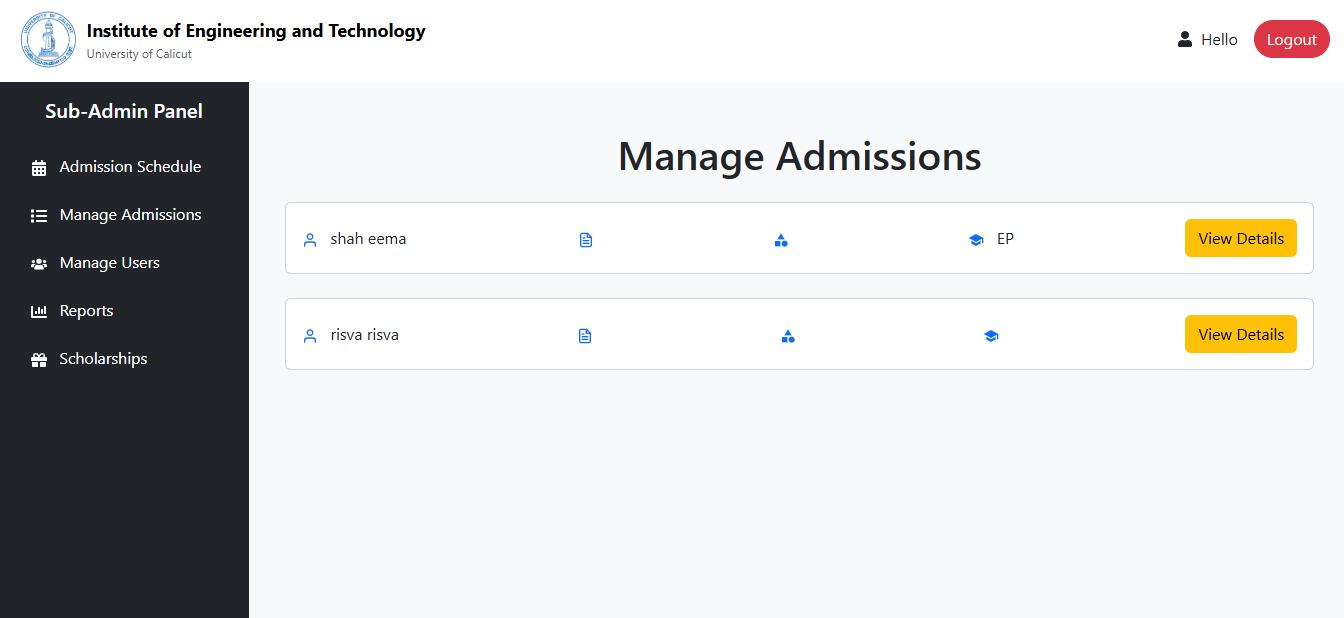 Institute of Engineering and Technology
University of Calicut
Hello
Logout
Sub-Admin Panel
Admission Schedule
Manage Admissions
Manage Users
Reports
Scholarships
Manage Admissions
shah eema EP View Details
risva risva View Details